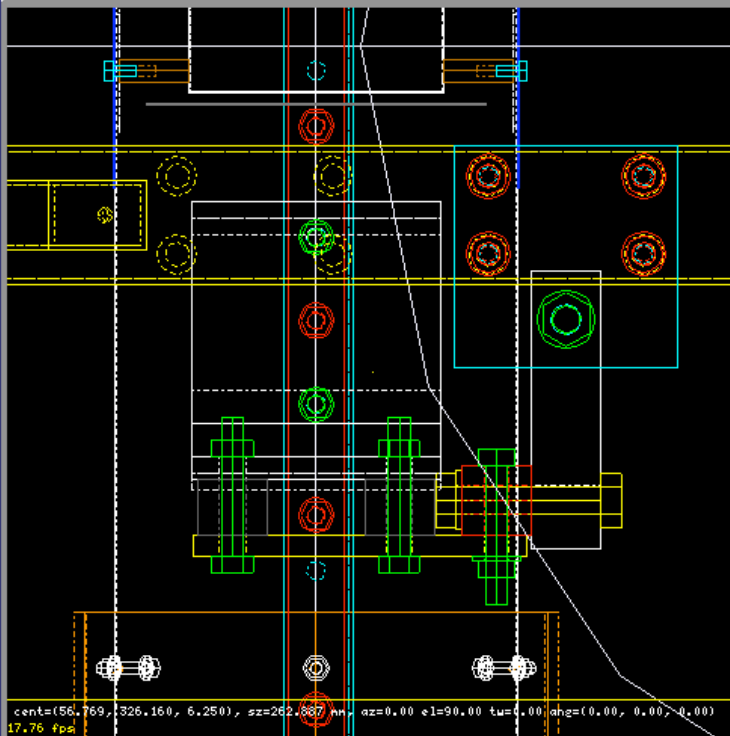 cent=(56.769, 326.160, 6.250), sz=262.887 mm, az=0.00 el=90.00 tw=0.00 ang=(0.00, 0.00, 0.00)
17.76 fps